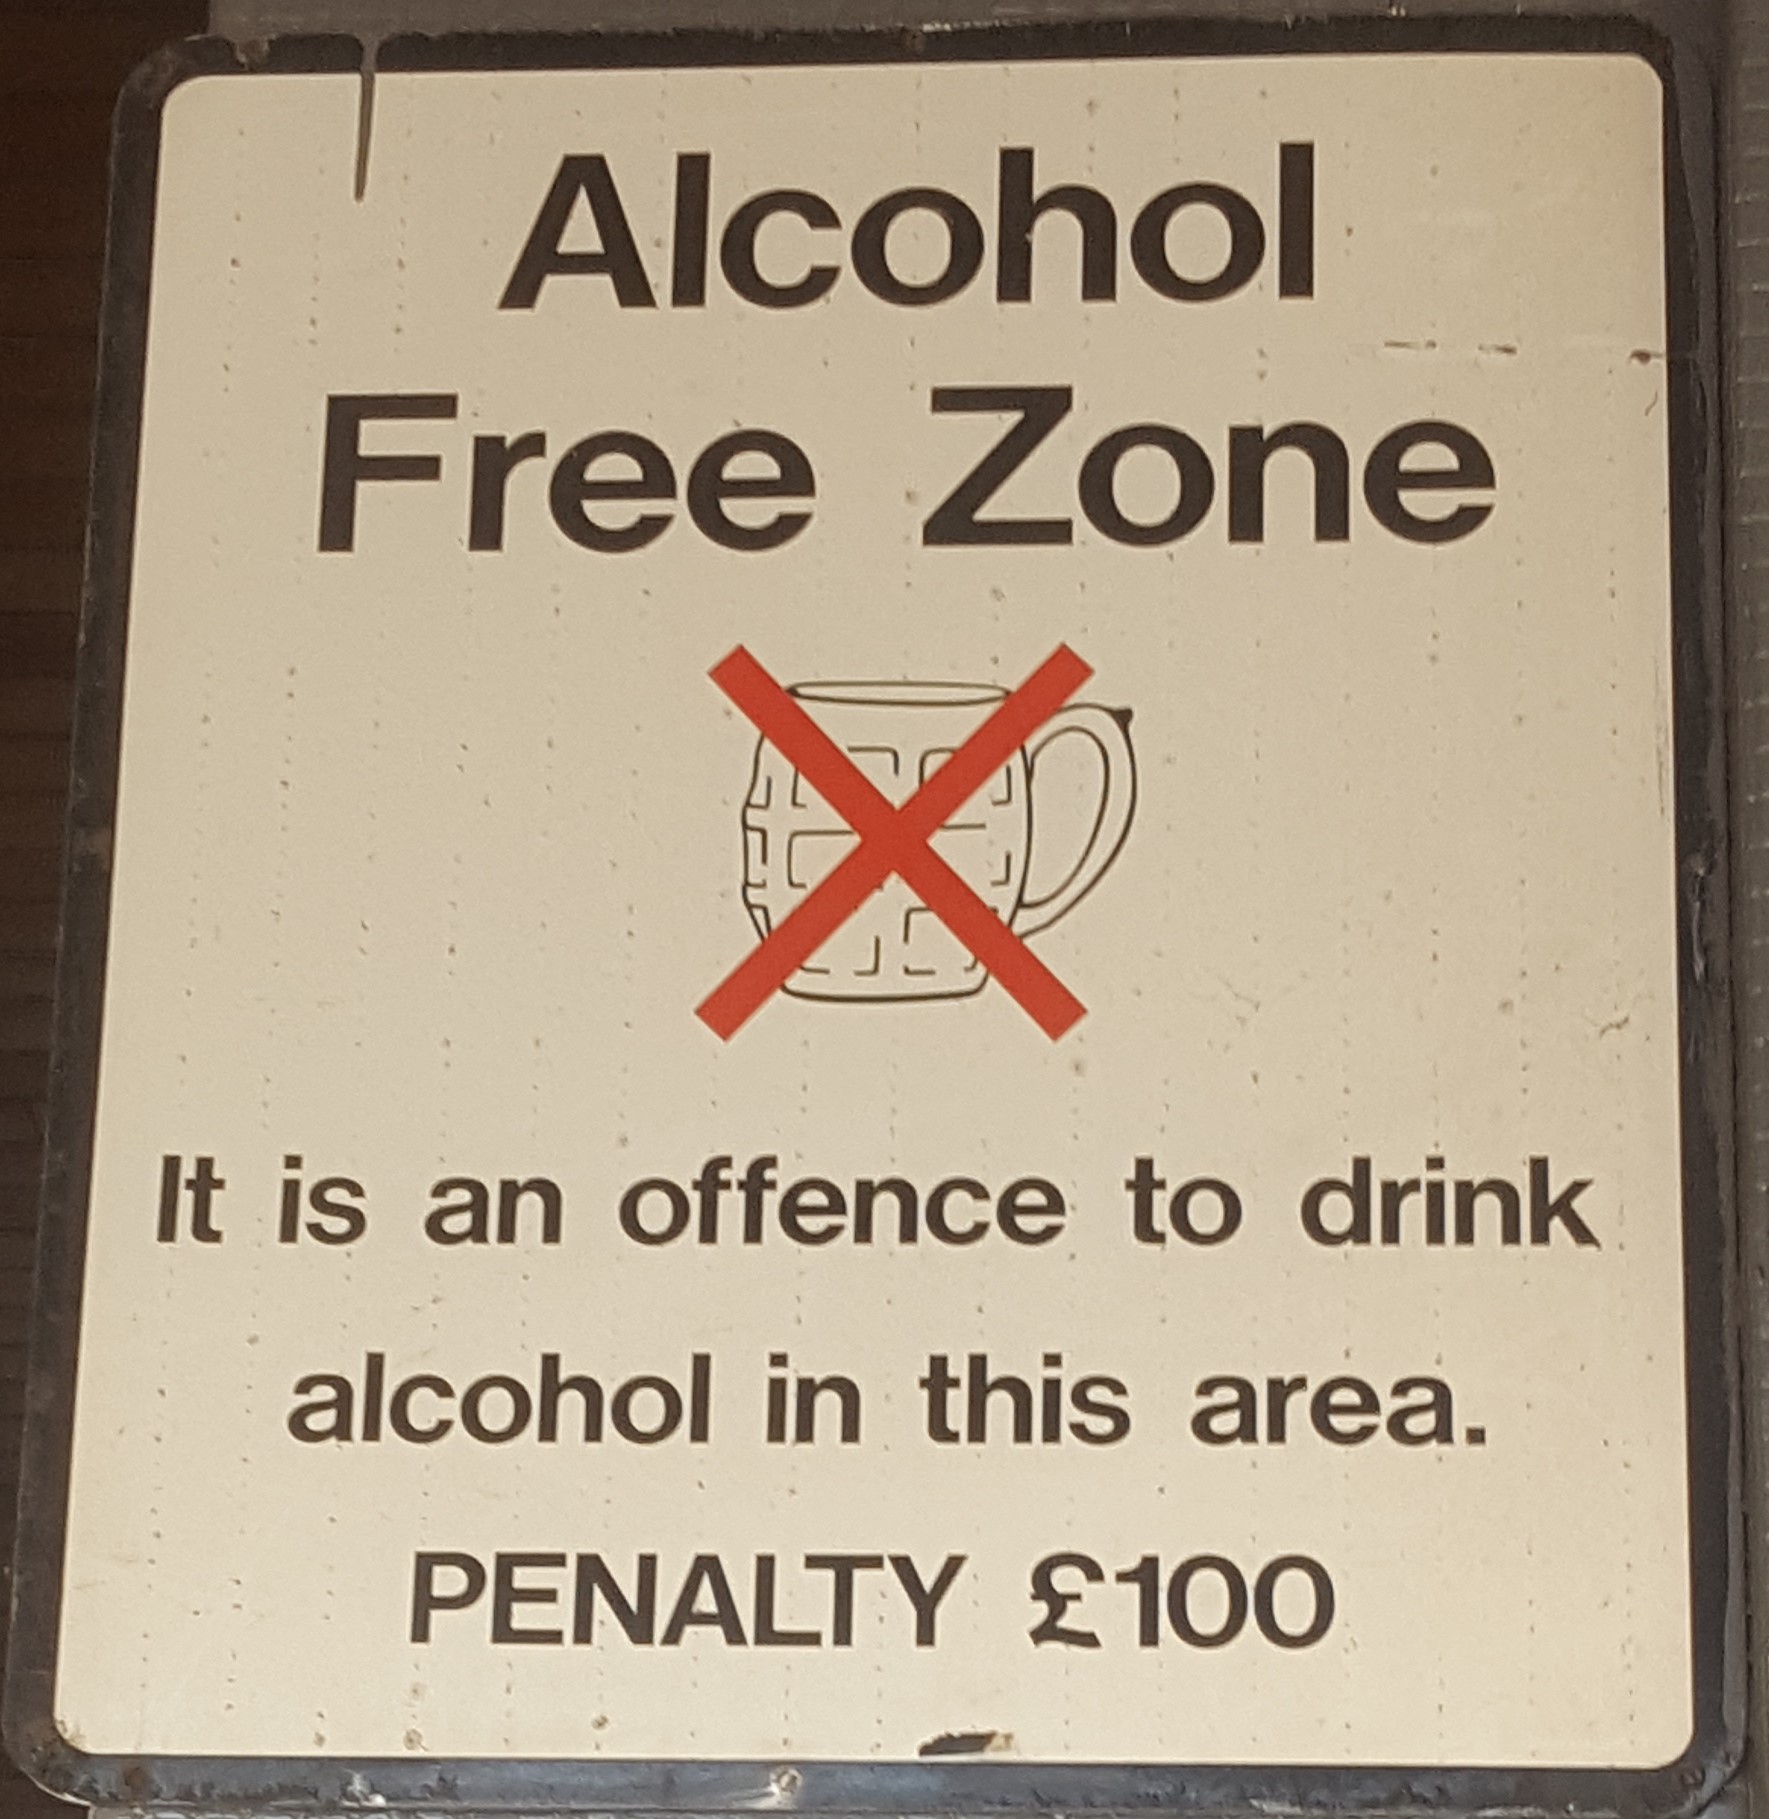 Alcohol
Free Zone
It is an offence to drink
alcohol in this area.
PENALTY £100